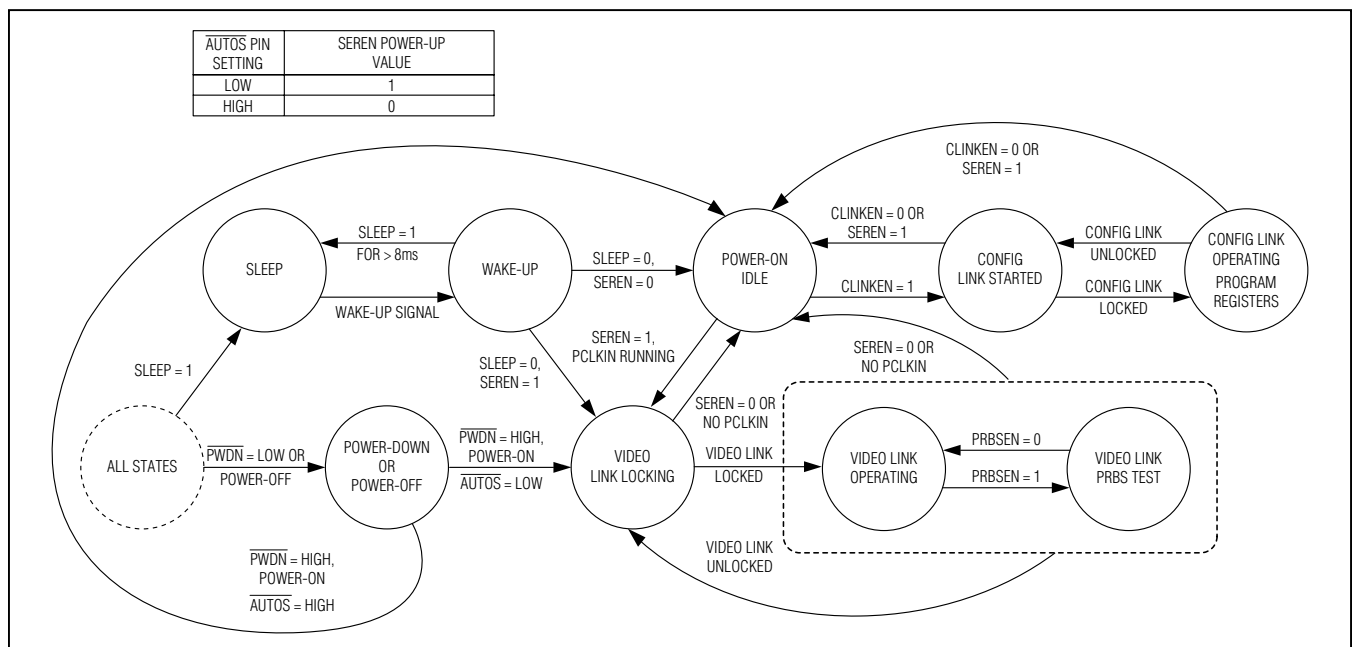 AUTOS PIN
SETTING
SEREN POWER-UP
VALUE
LOW
1
HIGH
0
CLINKEN = 0 OR
SEREN = 1
SLEEP
SLEEP = 1
FOR > 8ms
WAKE-UP SIGNAL
WAKE-UP
SLEEP = 0,
SEREN = 0
POWER-ON
IDLE
CLINKEN = 0 OR
SEREN = 1
CLINKEN = 1
CONFIG
LINK STARTED
CONFIG LINK
UNLOCKED
CONFIG LINK
LOCKED
CONFIG LINK
OPERATING
PROGRAM
REGISTERS
SLEEP = 1
SLEEP = 0,
SEREN = 1
SEREN = 1,
PCLKIN RUNNING
SEREN = 0 OR
NO PCLKIN
SEREN = 0 OR
NO PCLKIN
ALL STATES
PWDN = LOW OR
POWER-OFF
POWER-DOWN
OR
POWER-OFF
PWDN = HIGH,
POWER-ON
AUTOS = LOW
VIDEO
LINK LOCKING
VIDEO LINK
LOCKED
VIDEO LINK
OPERATING
PRBSEN = 0
PRBSEN = 1
VIDEO LINK
PRBS TEST
VIDEO LINK
UNLOCKED
PWDN = HIGH,
POWER-ON
AUTOS = HIGH